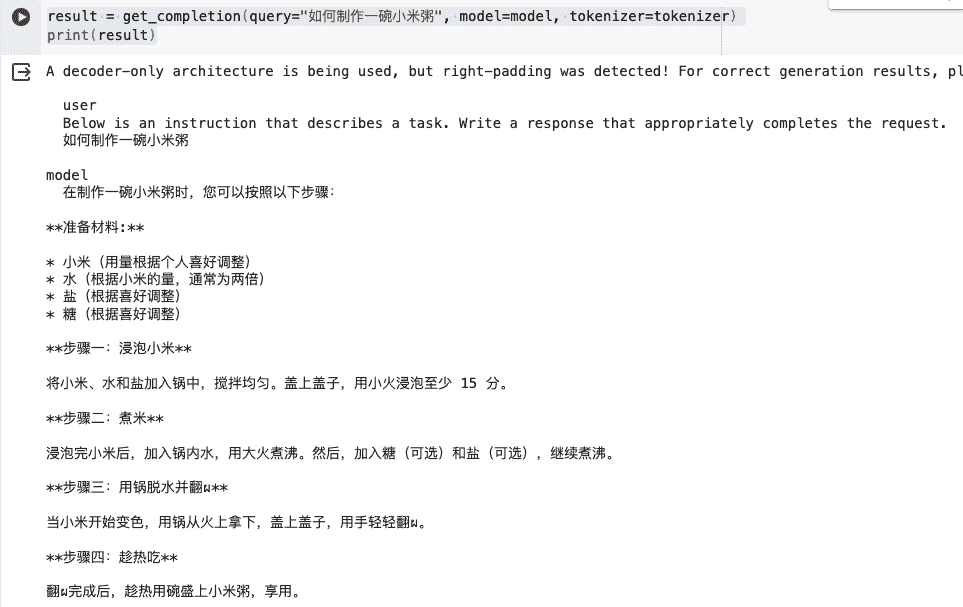 result = get_completion(query="如何制作一碗小米粥", model=model, tokenizer=tokenizer)
print(result)
A decoder-only architecture is being used, but right-padding was detected! For correct generation results, pl
user
Below is an instruction that describes a task. Write a response that appropriately completes the request.
如何制作一碗小米粥
model
在制作一碗小米粥时，您可以按照以下步骤：
**准备材料:**
* 小米（用量根据个人喜好调整）
* 水（根据小米的量，通常为两倍）
* 盐（根据喜好调整）
* 糖（根据喜好调整）
**步骤一：浸泡小米**
将小米、水和盐加入锅中，搅拌均匀。盖上盖子，用小火浸泡至少 15 分。
**步骤二：煮米**
浸泡完小米后，加入锅内水，用大火煮沸。然后，加入糖（可选）和盐（可选），继续煮沸。
**步骤三：用锅脱水并翻**
当小米开始变色，用锅从火上拿下，盖上盖子，用手轻轻翻。
**步骤四：趁热吃**
翻完成后，趁热用碗盛上小米粥，享用。